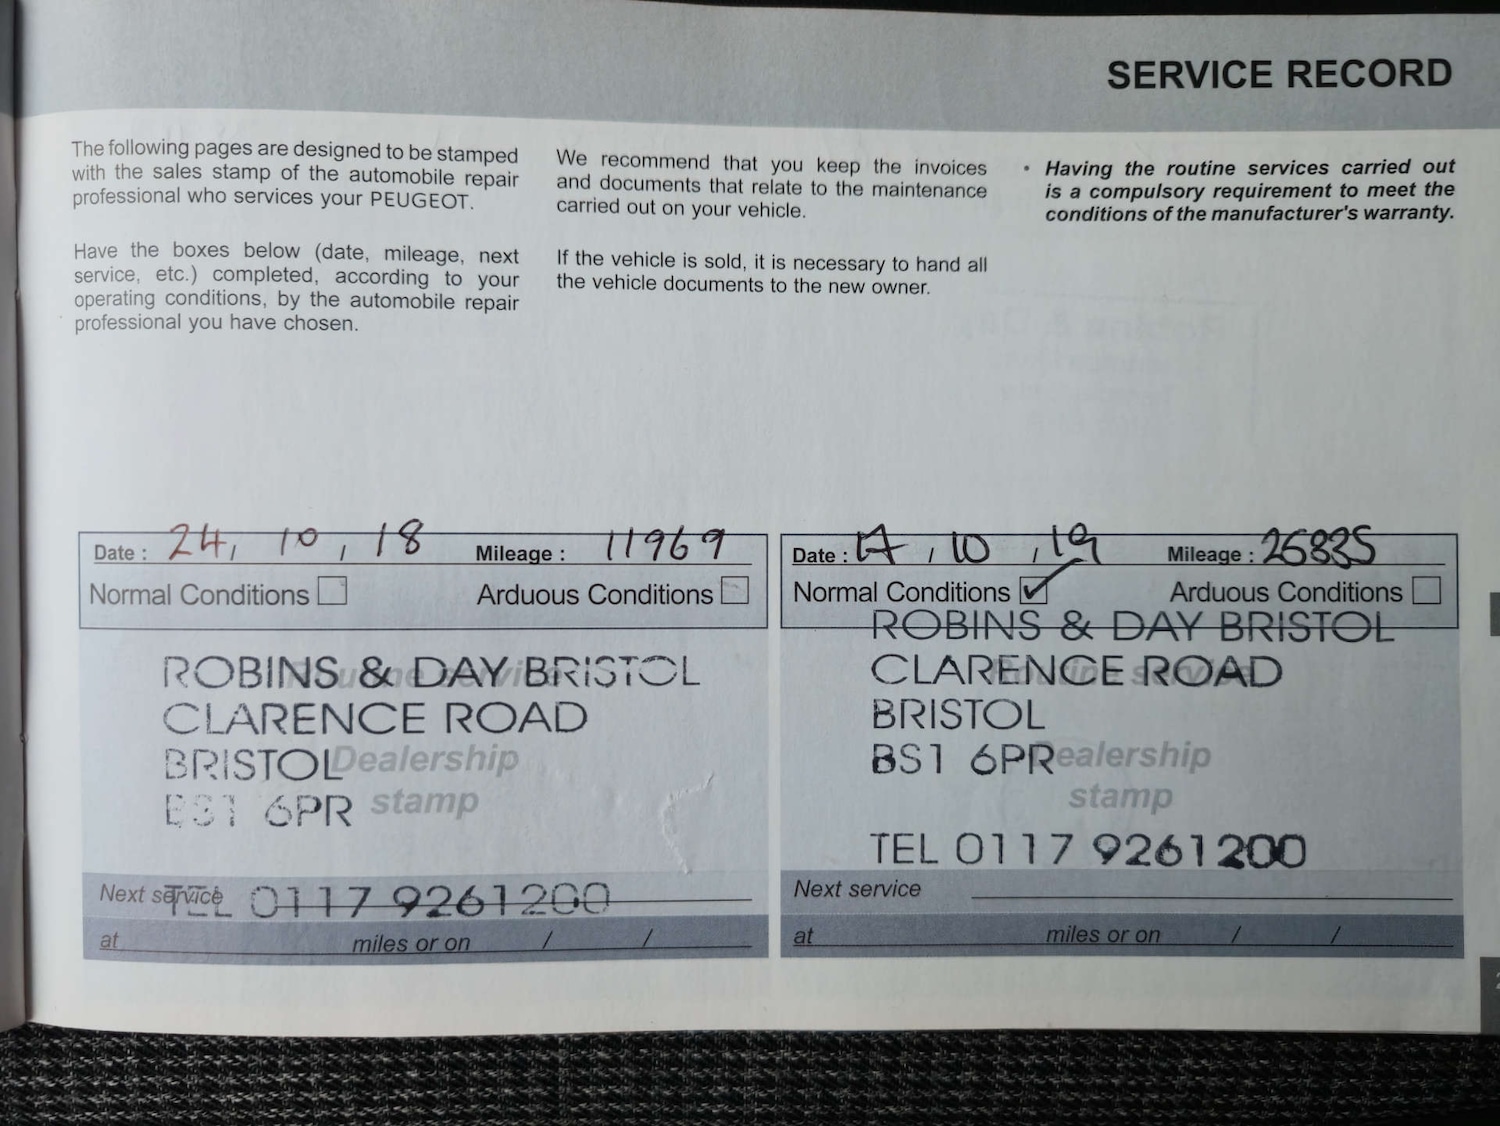 SERVICE RECORD
The following pages are designed to be stamped
with the sales stamp of the automobile repair
professional who services your PEUGEOT.
Have the boxes below (date, mileage, next
service, etc.) completed, according to your
operating conditions, by the automobile repair
professional you have chosen.
We recommend that you keep the invoices
and documents that relate to the maintenance
carried out on your vehicle.
If the vehicle is sold, it is necessary to hand all
the vehicle documents to the new owner.
• Having the routine services carried out
is a compulsory requirement to meet the
conditions of the manufacturer's warranty.
Date : 24 / 10 / 18 Mileage : 11969
Normal Conditions Arduous Conditions
Routine service
ROBINS & DAY BRISTOL
CLARENCE ROAD
BRISTOL
BS1 6PR
Dealership
stamp
TEL 0117 9261200
Next service
at miles or on / /
Date : / 10 / 19 Mileage : 26835
Normal Conditions ✓ Arduous Conditions
ROBINS & DAY BRISTOL
CLARENCE ROAD
Routine service
BRISTOL
BS1 6PR
Dealership
stamp
TEL 0117 9261200
Next service
at miles or on / /